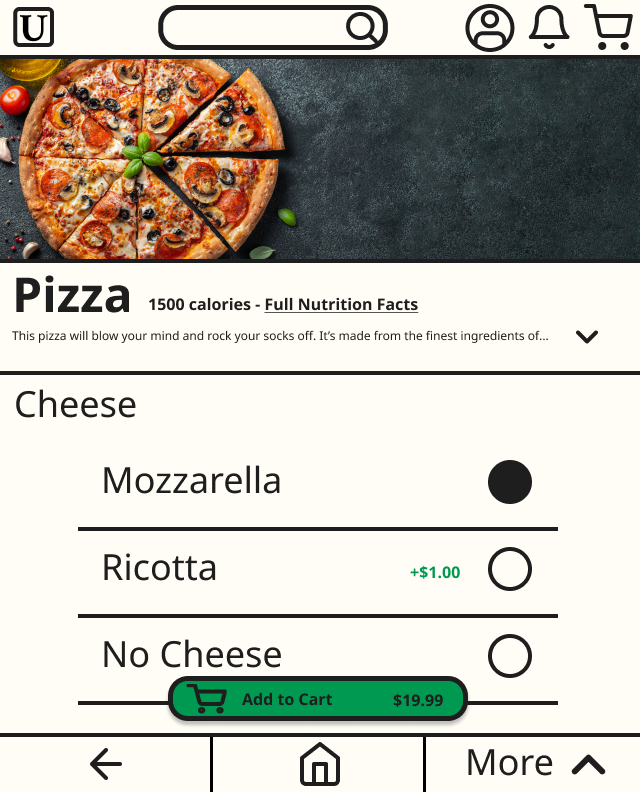 U
Pizza 1500 calories - Full Nutrition Facts
This pizza will blow your mind and rock your socks off. It’s made from the finest ingredients of...
Cheese
Mozzarella
Ricotta +$1.00
No Cheese
Add to Cart $19.99
More